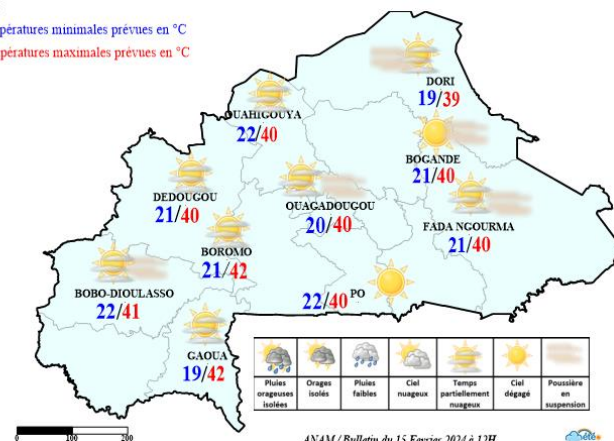 températures minimales prévues en °C
températures maximales prévues en °C
DORI
19/39
OUAHIGOUYA
22/40
BOGANDE
21/40
DEDOUGOU
21/40
OUAGADOUGOU
20/40
FADA NGOURMA
21/40
BOROMO
21/42
BOBO-DIOULASSO
22/41
22/40 PO
GAOUA
19/42
Pluies orageuses isolées
Orages isolés
Pluies faibles
Ciel nuageux
Temps partiellement nuageux
Ciel dégagé
Poussière en suspension
0 100 200
ANAM / Bulletin du 15 Fevrier 2024 à 12H